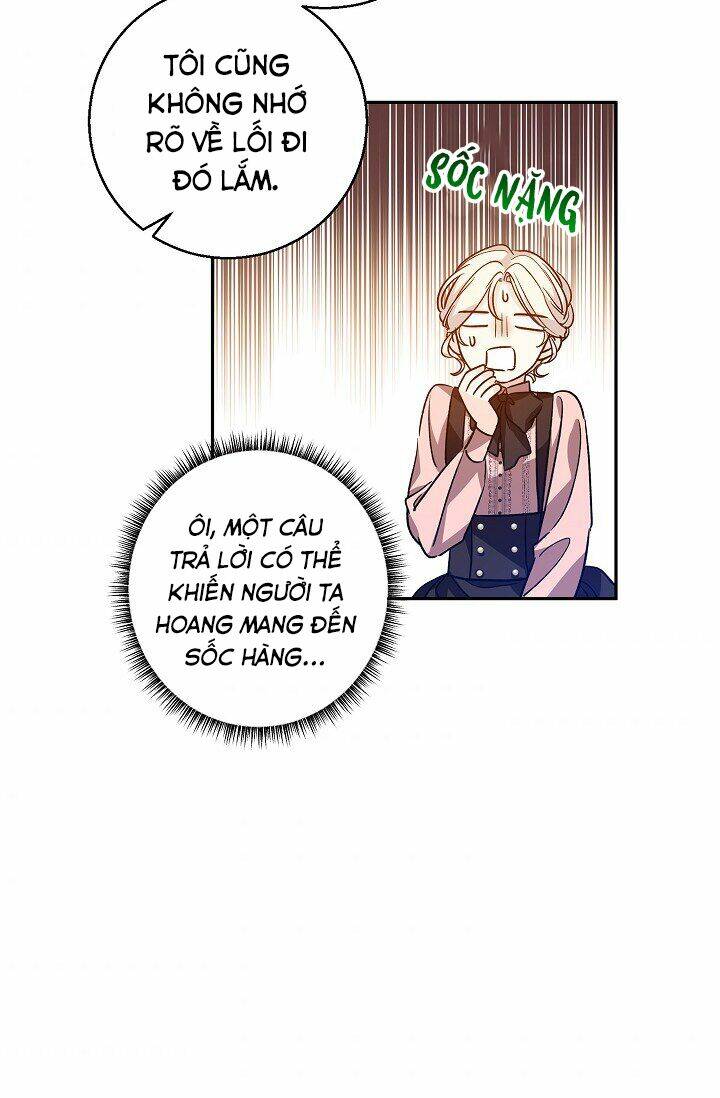 TÔI CŨNG
KHÔNG NHỚ
RÕ VỀ LỐI ĐI
ĐÓ LẮM.
SỐC NẶNG
ÔI, MỘT CÂU
TRẢ LỜI CÓ THỂ
KHIẾN NGƯỜI TA
HOANG MANG ĐẾN
SỐC HÀNG...